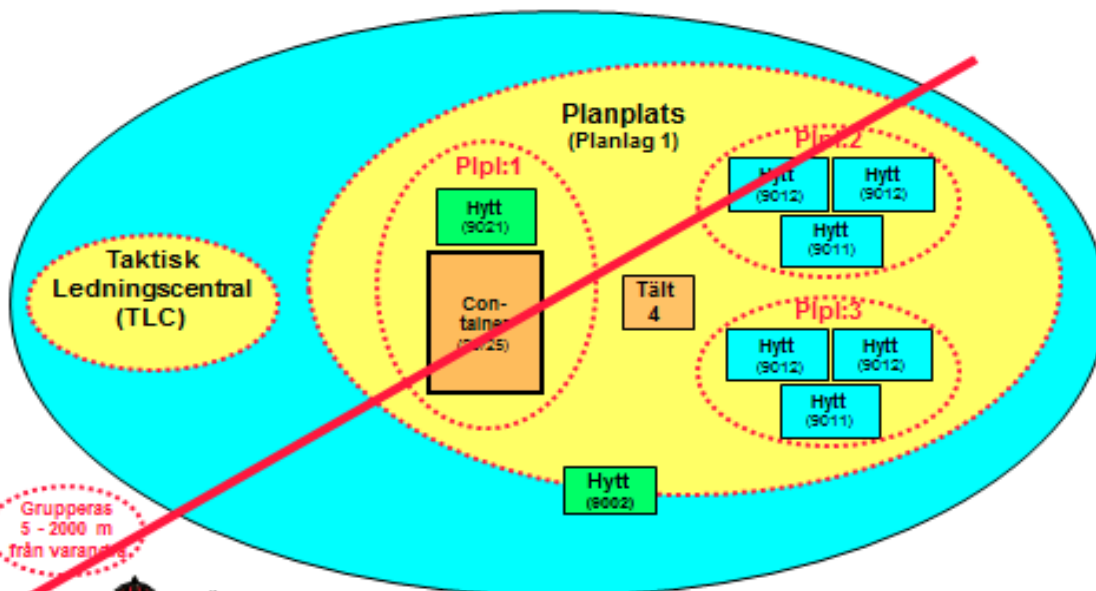 Planplats
(Planlag 1)
Plpl:1
Hytt
(9021)
Con-
tainer
Plpl:2
Hytt
(9012)
Hytt
(9012)
Hytt
(9011)
Taktisk
Ledningscentral
(TLC)
Tält
4
Plpl:3
Hytt
(9012)
Hytt
(9012)
Hytt
(9011)
Hytt
(9002)
Grupperas
5 - 2000 m
från varandra